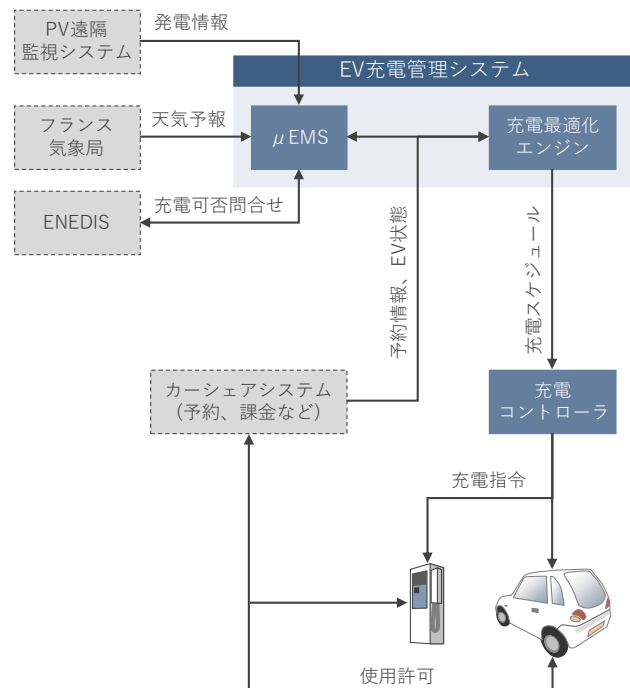 PV遠隔
監視システム
発電情報
EV充電管理システム
フランス
気象局
天気予報
μEMS
充電最適化
エンジン
ENEDIS
充電可否問合せ
予約情報、EV状態
充電スケジュール
カーシェアシステム
（予約、課金など）
充電
コントローラ
充電指令
使用許可